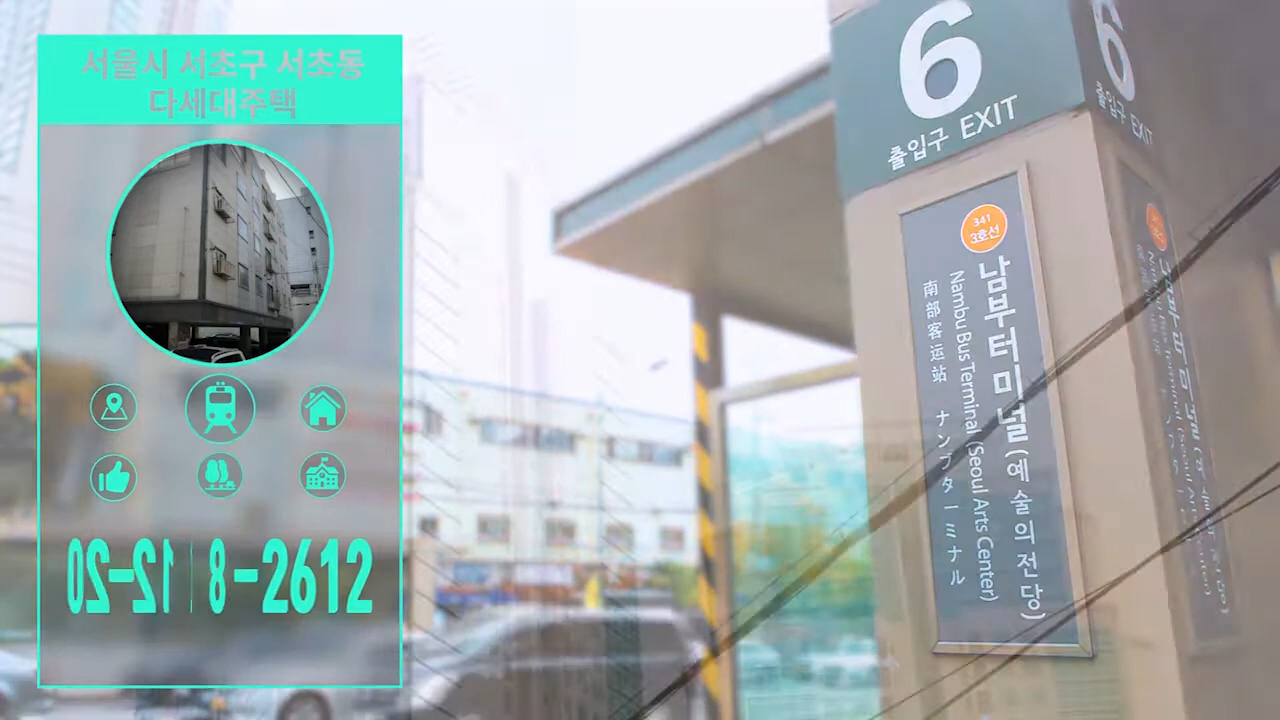 서울시 서초구 서초동
다세대주택
8-2612
6
출입구 EXIT
341
3호선
남부터미널(예술의전당)
Nambu Bus Terminal (Seoul Arts Center)
南部客运站 ナンブターミナル
6
출입구 EXIT